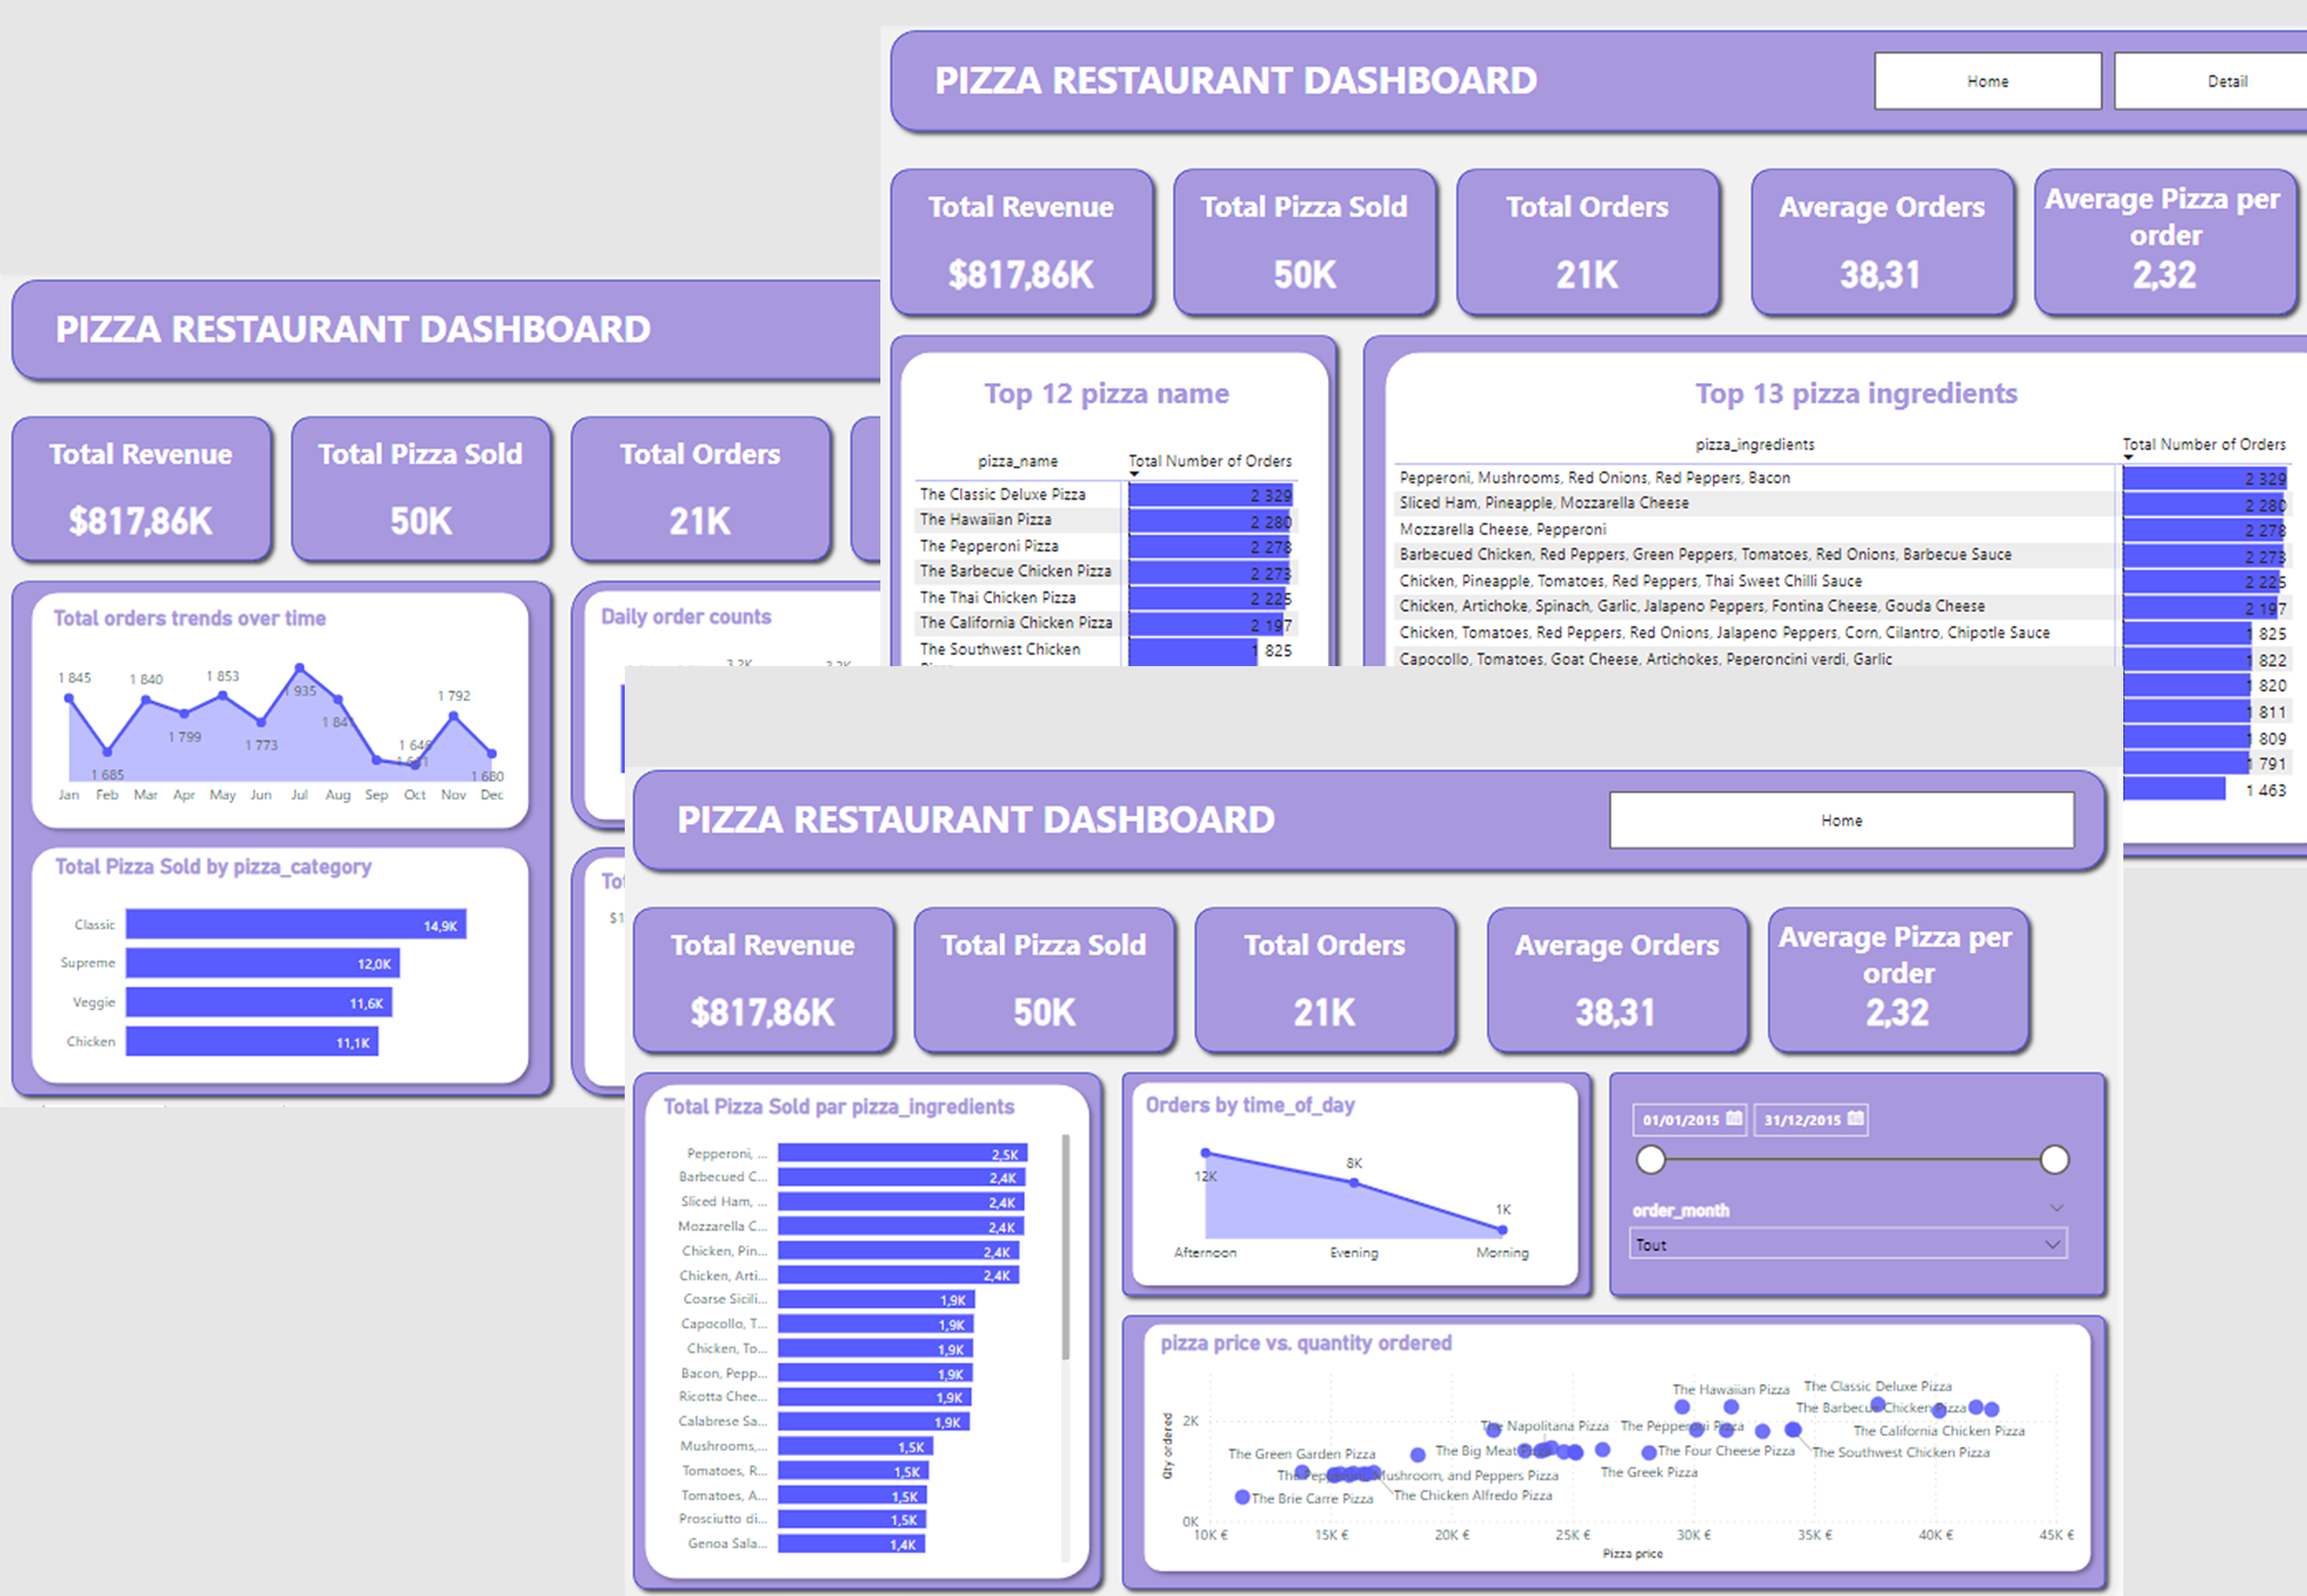 PIZZA RESTAURANT DASHBOARD
Home
Detail
Total Revenue
$817,86K
Total Pizza Sold
50K
Total Orders
21K
Average Orders
38,31
Average Pizza per
order
2,32
Top 12 pizza name
pizza_name Total Number of Orders
The Classic Deluxe Pizza 2 329
The Hawaiian Pizza 2 280
The Pepperoni Pizza 2 278
The Barbecue Chicken Pizza 2 273
The Thai Chicken Pizza 2 225
The California Chicken Pizza 2 197
The Southwest Chicken 1 825
Top 13 pizza ingredients
pizza_ingredients Total Number of Orders
Pepperoni, Mushrooms, Red Onions, Red Peppers, Bacon 2 329
Sliced Ham, Pineapple, Mozzarella Cheese 2 280
Mozzarella Cheese, Pepperoni 2 278
Barbecued Chicken, Red Peppers, Green Peppers, Tomatoes, Red Onions, Barbecue Sauce 2 273
Chicken, Pineapple, Tomatoes, Red Peppers, Thai Sweet Chilli Sauce 2 225
Chicken, Artichoke, Spinach, Garlic, Jalapeno Peppers, Fontina Cheese, Gouda Cheese 2 197
Chicken, Tomatoes, Red Peppers, Red Onions, Jalapeno Peppers, Corn, Cilantro, Chipotle Sauce 1 825
Capocollo, Tomatoes, Goat Cheese, Artichokes, Peperoncini verdi, Garlic 1 822
1 820
1 811
1 809
1 791
1 463
PIZZA RESTAURANT DASHBOARD
Total Revenue
$817,86K
Total Pizza Sold
50K
Total Orders
21K
Total orders trends over time
1 845
1 685
1 840
1 799
1 853
1 773
1 935
1 841
1 646
1 792
1 680
Jan Feb Mar Apr May Jun Jul Aug Sep Oct Nov Dec
Daily order counts
Total Pizza Sold by pizza_category
Classic 14,9K
Supreme 12,0K
Veggie 11,6K
Chicken 11,1K
PIZZA RESTAURANT DASHBOARD
Home
Total Revenue
$817,86K
Total Pizza Sold
50K
Total Orders
21K
Average Orders
38,31
Average Pizza per
order
2,32
Total Pizza Sold par pizza_ingredients
Pepperoni, ... 2,5K
Barbecued C... 2,4K
Sliced Ham, ... 2,4K
Mozzarella C... 2,4K
Chicken, Pin... 2,4K
Chicken, Arti... 2,4K
Coarse Sicili... 1,9K
Capocollo, T... 1,9K
Chicken, To... 1,9K
Bacon, Pepp... 1,9K
Ricotta Chee... 1,9K
Calabrese Sa... 1,9K
Mushrooms,... 1,5K
Tomatoes, R... 1,5K
Tomatoes, A... 1,5K
Prosciutto di... 1,5K
Genoa Sala... 1,4K
Orders by time_of_day
12K
8K
1K
Afternoon Evening Morning
01/01/2015 31/12/2015
order_month
Tout
pizza price vs. quantity ordered
Qty ordered
2K
0K
The Hawaiian Pizza
The Classic Deluxe Pizza
The Barbecue Chicken Pizza
The Napolitana Pizza
The Pepperoni Pizza
The California Chicken Pizza
The Green Garden Pizza
The Big Meat Pizza
The Four Cheese Pizza
The Southwest Chicken Pizza
The Pepperoni, Mushroom, and Peppers Pizza
The Greek Pizza
The Brie Carre Pizza
The Chicken Alfredo Pizza
10K € 15K € 20K € 25K € 30K € 35K € 40K € 45K €
Pizza price